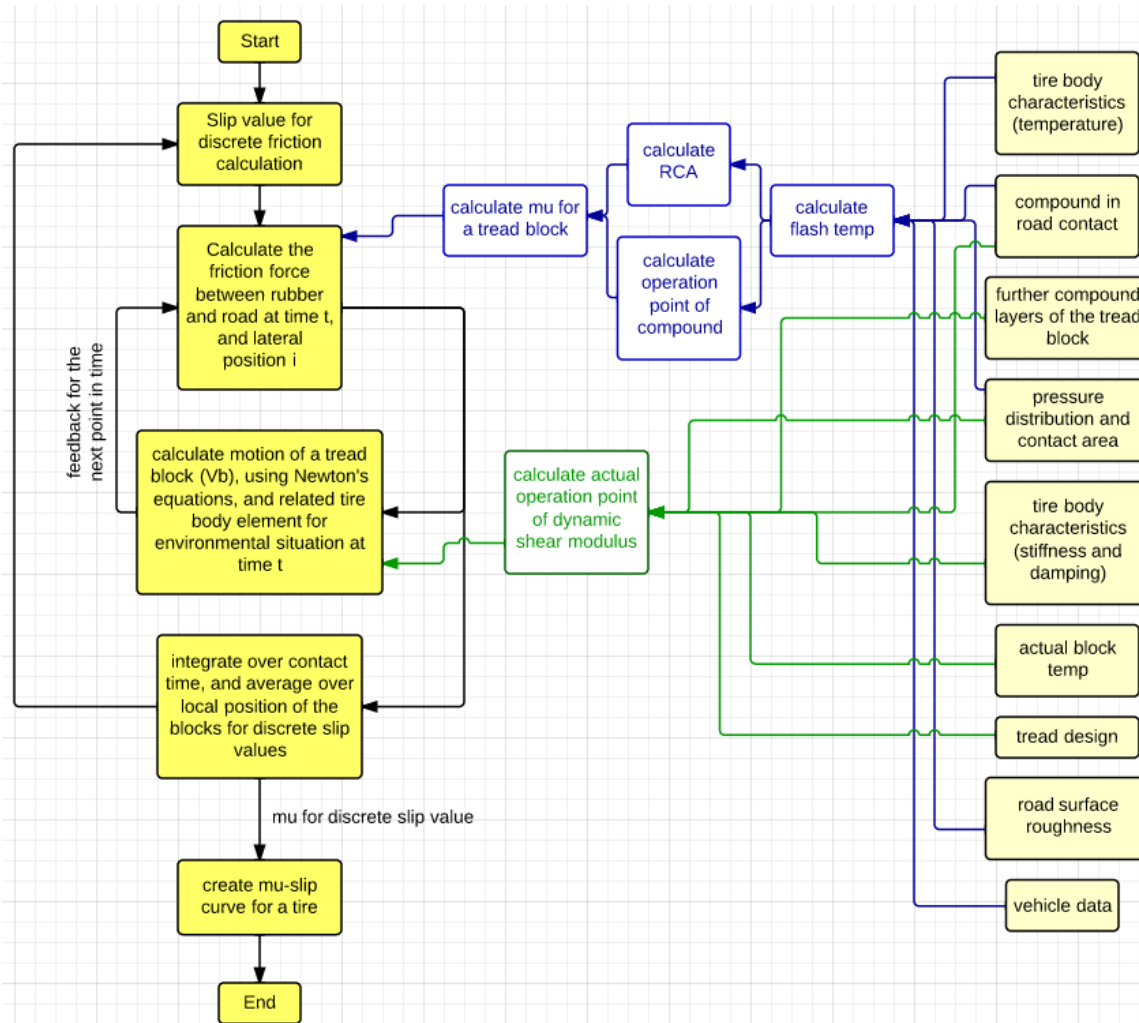 Start
Slip value for
discrete friction
calculation
Calculate the
friction force
between rubber
and road at time t,
and lateral
position i
feedback for the
next point in time
calculate motion of a tread
block (Vb), using Newton's
equations, and related tire
body element for
environmental situation at
time t
integrate over contact
time, and average over
local position of the
blocks for discrete slip
values
mu for discrete slip value
create mu-slip
curve for a tire
End
calculate mu for
a tread block
calculate
RCA
calculate
operation
point of
compound
calculate
flash temp
calculate actual
operation point
of dynamic
shear modulus
tire body
characteristics
(temperature)
compound in
road contact
further compound
layers of the tread
block
pressure
distribution and
contact area
tire body
characteristics
(stiffness and
damping)
actual block
temp
tread design
road surface
roughness
vehicle data